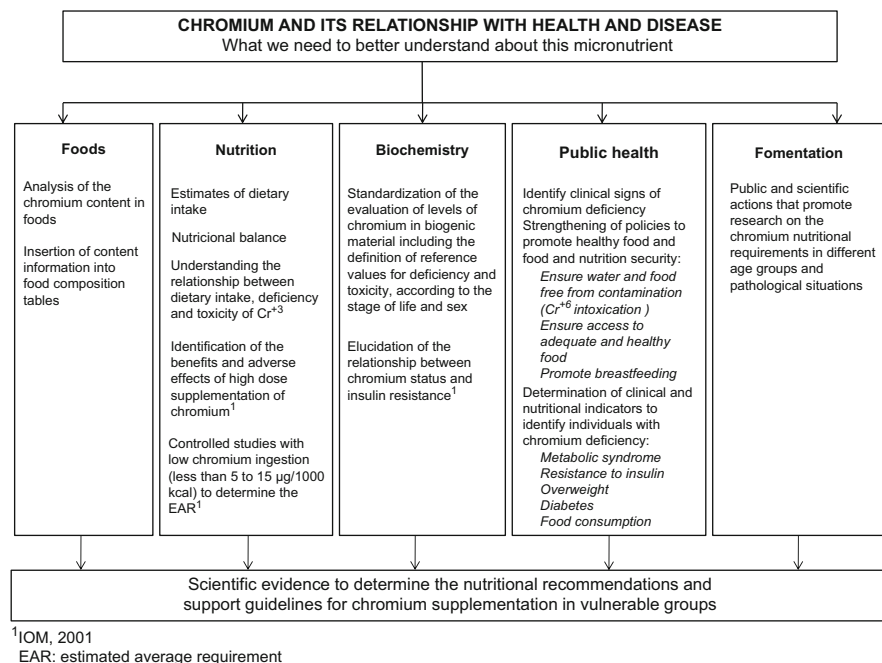 CHROMIUM AND ITS RELATIONSHIP WITH HEALTH AND DISEASE
What we need to better understand about this micronutrient
Foods
Analysis of the
chromium content in
foods
Insertion of content
information into
food composition
tables
Nutrition
Estimates of dietary
intake
Nutricional balance
Understanding the
relationship between
dietary intake, deficiency
and toxicity of Cr⁺³
Identification of the
benefits and adverse
effects of high dose
supplementation of
chromium¹
Controlled studies with
low chromium ingestion
(less than 5 to 15 µg/1000
kcal) to determine the
EAR¹
Biochemistry
Standardization of the
evaluation of levels of
chromium in biogenic
material including the
definition of reference
values for deficiency and
toxicity, according to the
stage of life and sex
Elucidation of the
relationship between
chromium status and
insulin resistance¹
Public health
Identify clinical signs of
chromium deficiency
Strengthening of policies to
promote healthy food and
food and nutrition security:
Ensure water and food
free from contamination
(Cr⁺⁶ intoxication )
Ensure access to
adequate and healthy
food
Promote breastfeeding
Determination of clinical and
nutritional indicators to
identify individuals with
chromium deficiency:
Metabolic syndrome
Resistance to insulin
Overweight
Diabetes
Food consumption
Fomentation
Public and scientific
actions that promote
research on the
chromium nutritional
requirements in different
age groups and
pathological situations
Scientific evidence to determine the nutritional recommendations and
support guidelines for chromium supplementation in vulnerable groups
¹IOM, 2001
EAR: estimated average requirement